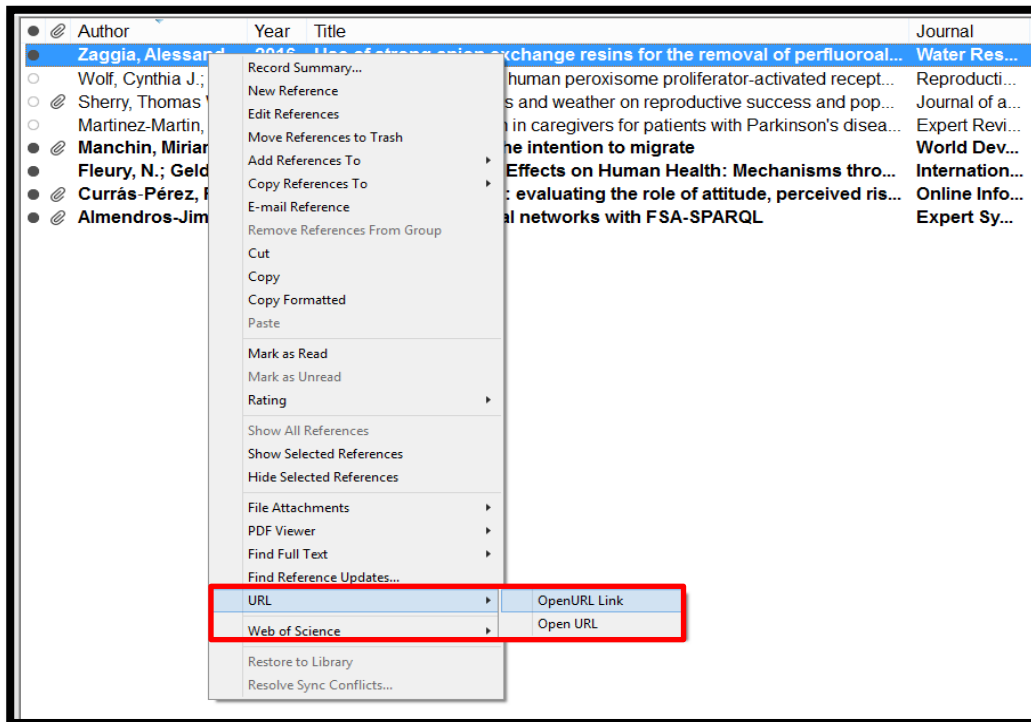 Author Year Title Journal
Zaggia, Alessand... 2016 Use of strong anion exchange resins for the removal of perfluoroal... Water Res...
Wolf, Cynthia J.; human peroxisome proliferator-activated recept... Reproducti...
Sherry, Thomas s and weather on reproductive success and pop... Journal of a...
Martinez-Martin, in caregivers for patients with Parkinson's disea... Expert Revi...
Manchin, Miriam he intention to migrate World Dev...
Fleury, N.; Geld Effects on Human Health: Mechanisms thro... Internation...
Currás-Pérez, : evaluating the role of attitude, perceived ris... Online Info...
Almendros-Jim al networks with FSA-SPARQL Expert Sy...
Record Summary...
New Reference
Edit References
Move References to Trash
Add References To
Copy References To
E-mail Reference
Remove References From Group
Cut
Copy
Copy Formatted
Paste
Mark as Read
Mark as Unread
Rating
Show All References
Show Selected References
Hide Selected References
File Attachments
PDF Viewer
Find Full Text
Find Reference Updates...
URL OpenURL Link
Open URL
Web of Science
Restore to Library
Resolve Sync Conflicts...